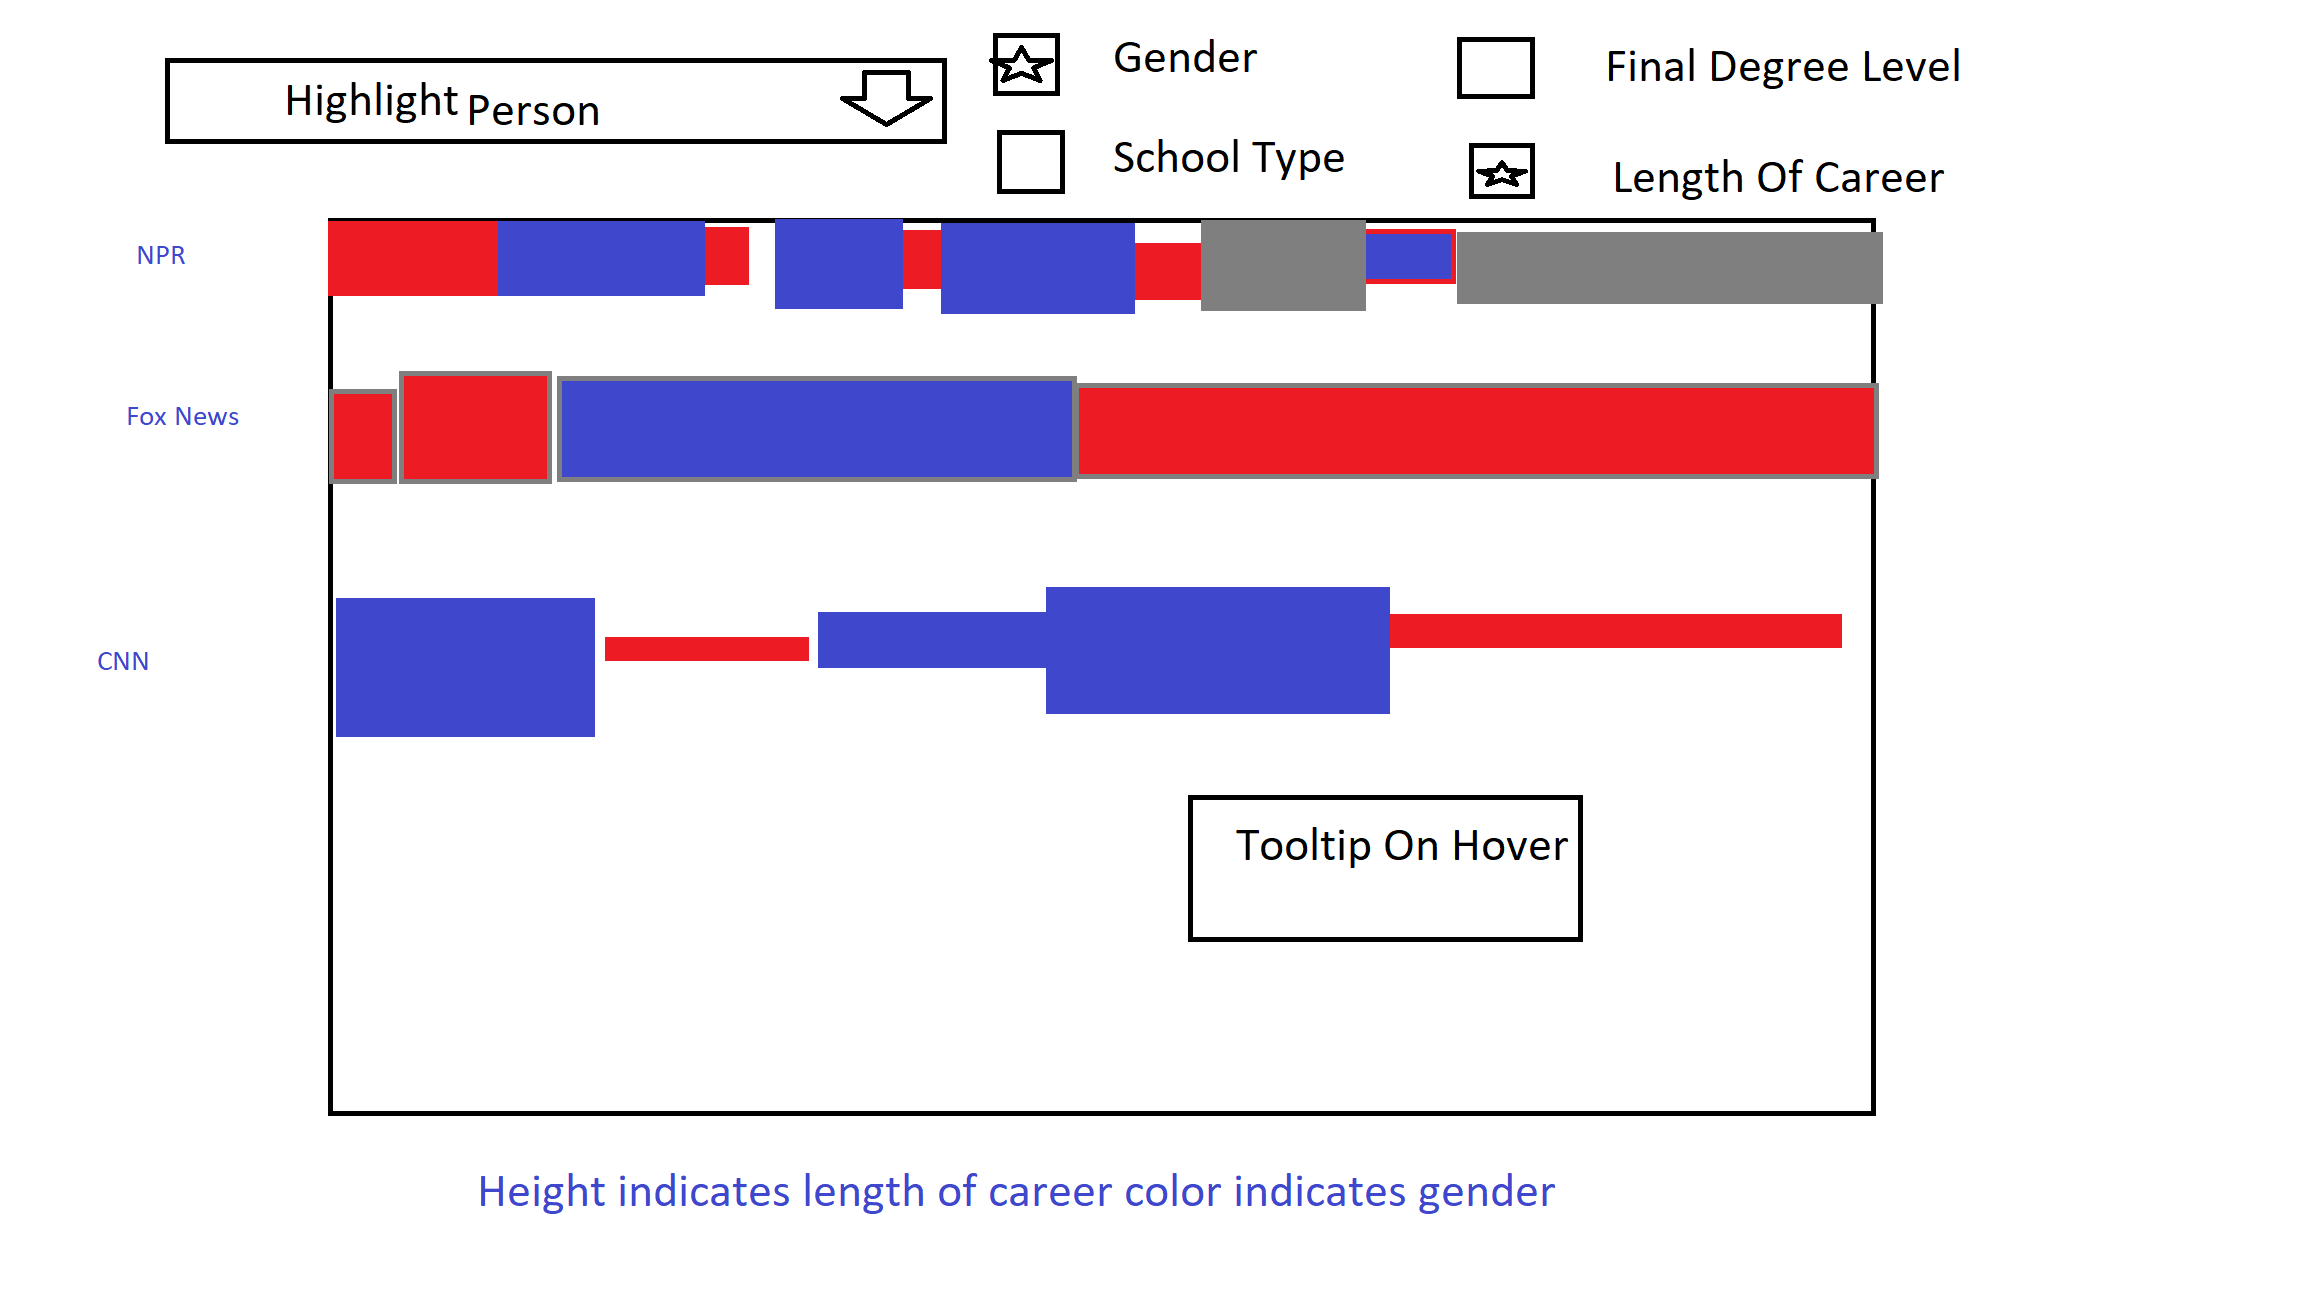 Highlight Person
Gender
Final Degree Level
School Type
Length Of Career
NPR
Fox News
CNN
Tooltip On Hover
Height indicates length of career color indicates gender